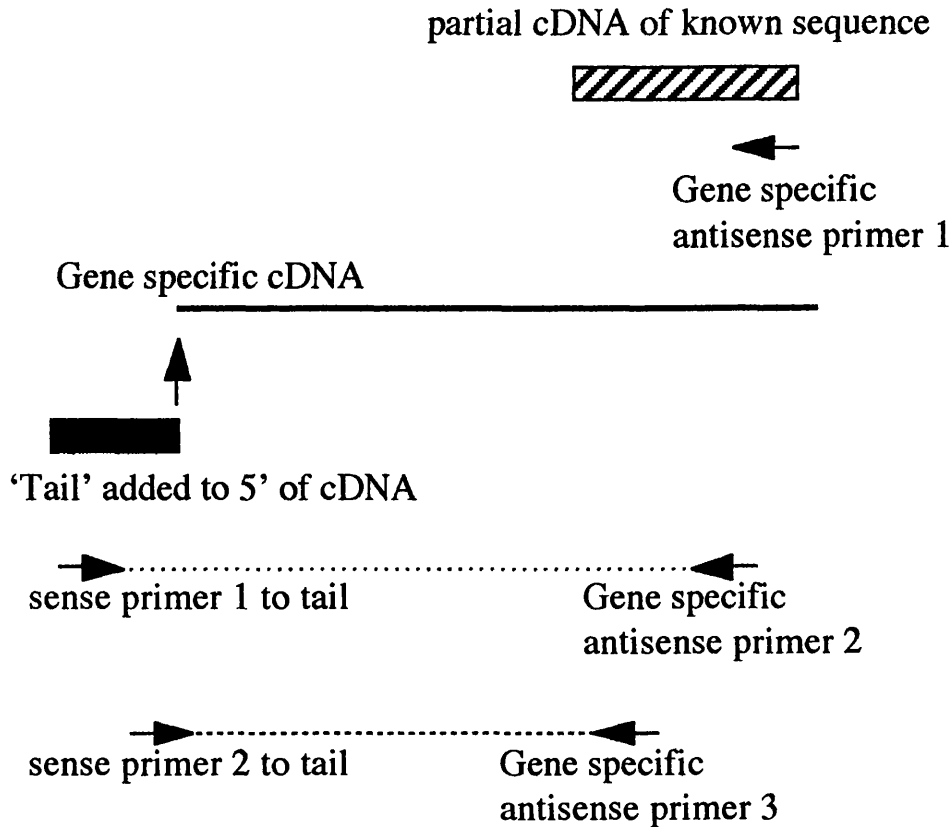 partial cDNA of known sequence
Gene specific
antisense primer 1
Gene specific cDNA
‘Tail’ added to 5’ of cDNA
sense primer 1 to tail
Gene specific
antisense primer 2
sense primer 2 to tail
Gene specific
antisense primer 3